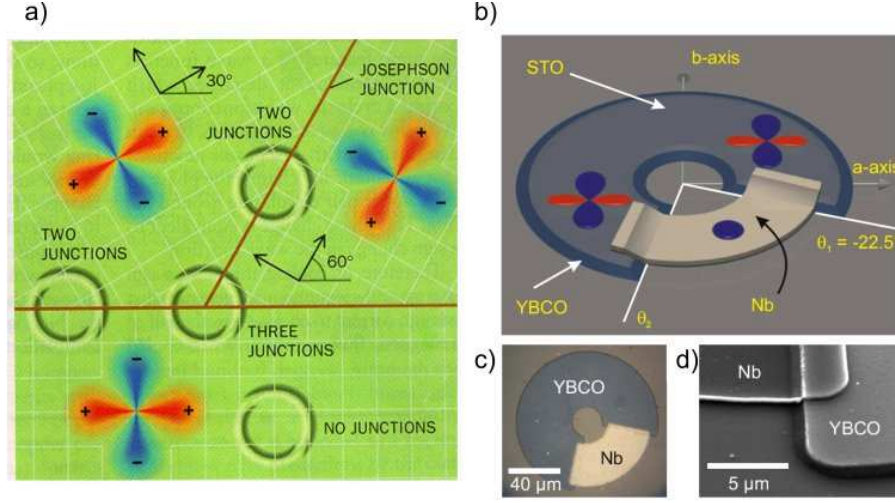 a)
30°
JOSEPHSON
JUNCTION
TWO
JUNCTIONS
−
+
+
−
−
+
+
−
TWO
JUNCTIONS
60°
THREE
JUNCTIONS
−
+
+
−
NO JUNCTIONS
b)
STO
b-axis
a-axis
θ₁ = -22.5
YBCO
θ₂
Nb
c)
YBCO
Nb
40 µm
d)
Nb
YBCO
5 µm